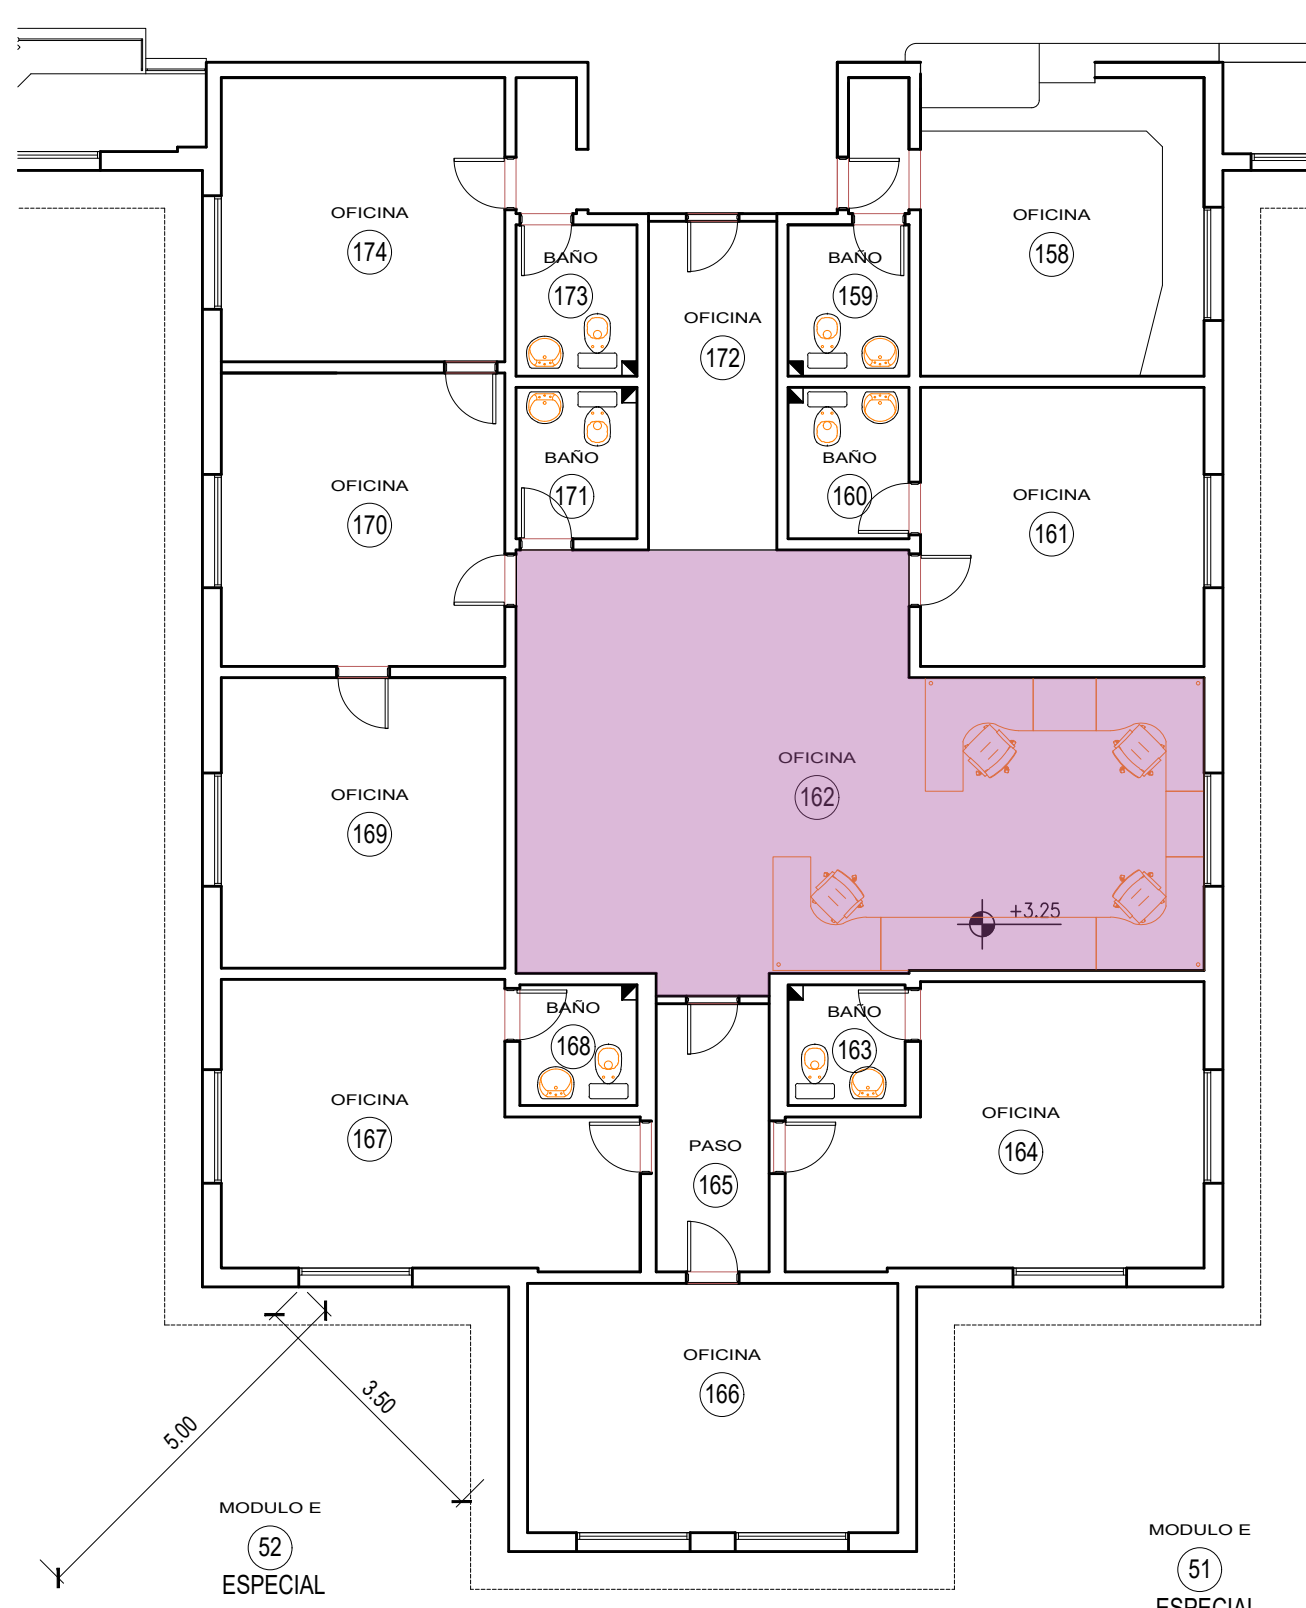 OFICINA
174
BAÑO
173
OFICINA
172
BAÑO
159
OFICINA
158
OFICINA
170
BAÑO
171
BAÑO
160
OFICINA
161
OFICINA
169
OFICINA
162
+3.25
OFICINA
167
BAÑO
168
PASO
165
BAÑO
163
OFICINA
164
OFICINA
166
5.00
3.50
MODULO E
52
ESPECIAL
MODULO E
51
ESPECIAL